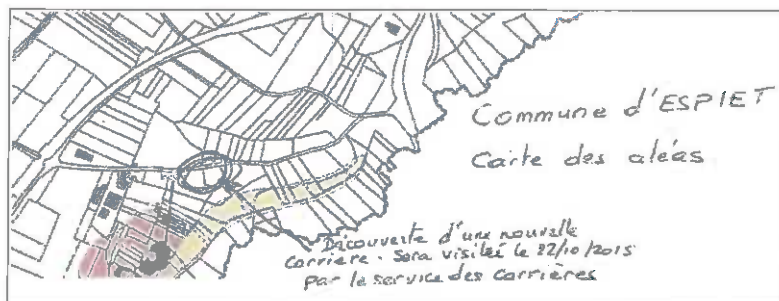 Commune d'ESPIET
Carte des aléas
Découverte d'une nouvelle
carrière. Sera visitée le 22/10/2015
par le service des carrières